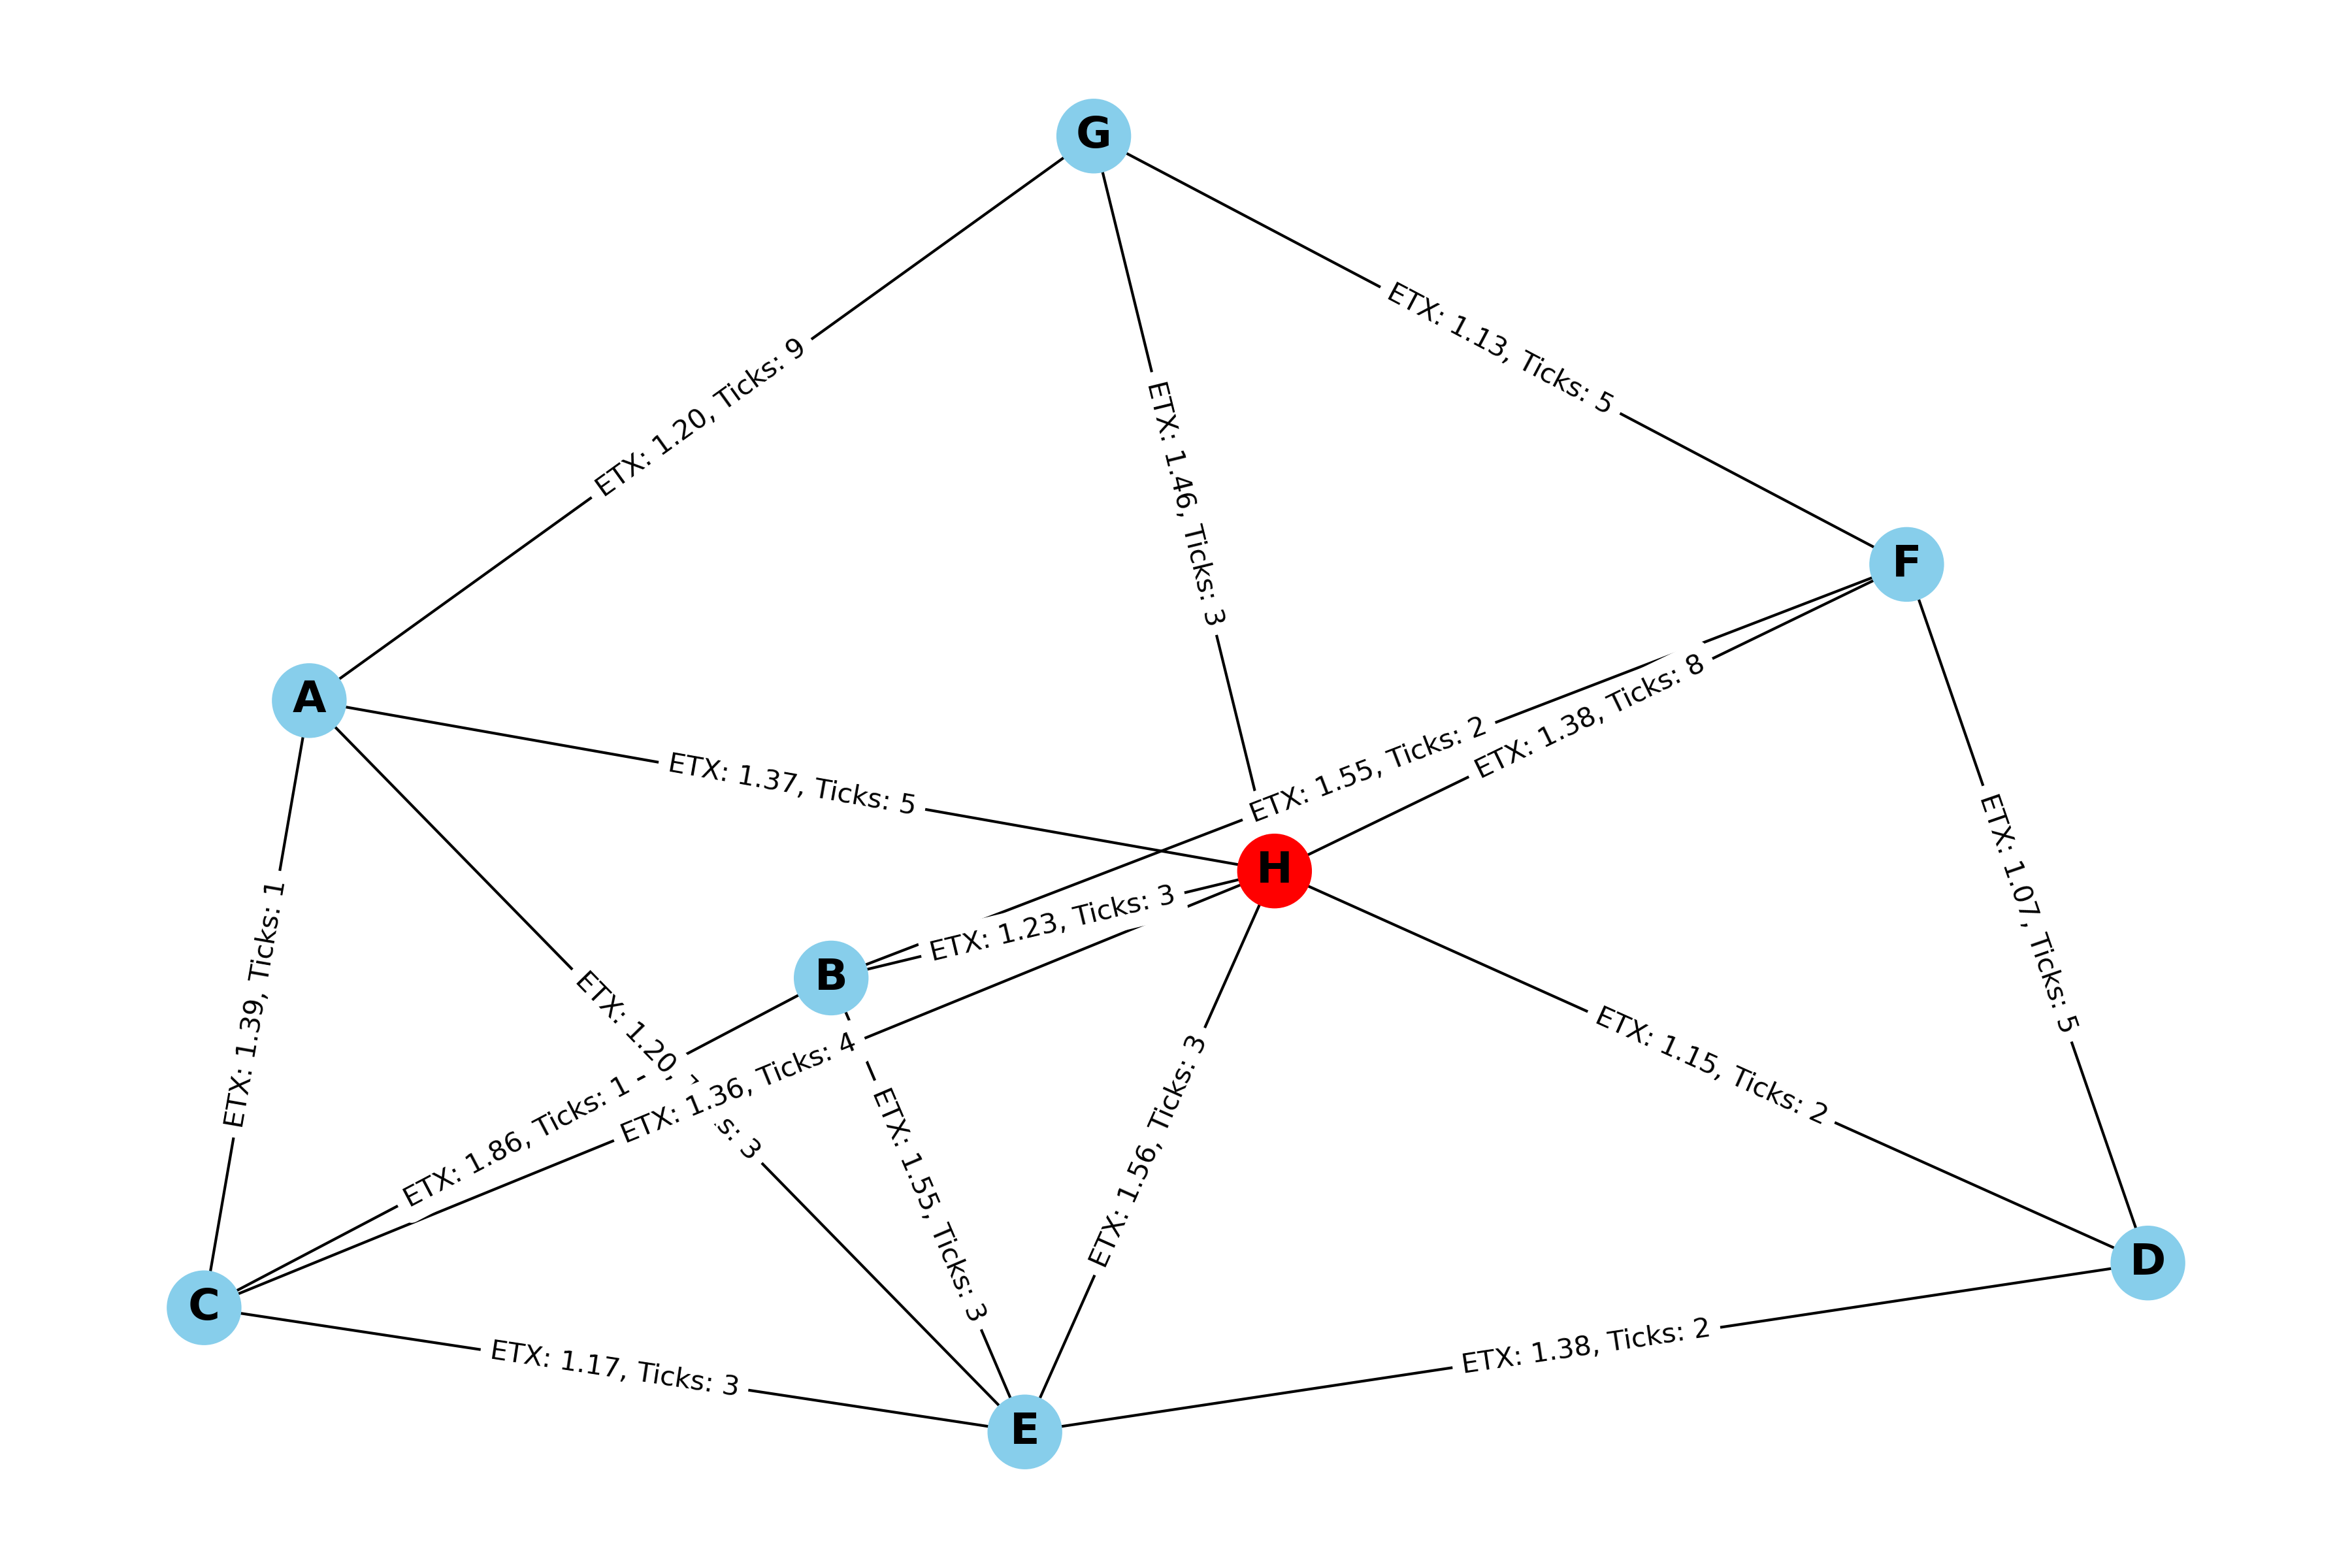 G
ETX: 1.13, Ticks: 5
ETX: 1.20, Ticks: 9
ETX: 1.46, Ticks: 3
F
ETX: 1.38, Ticks: 8
A
ETX: 1.55, Ticks: 2
ETX: 1.37, Ticks: 5
H
ETX: 1.07, Ticks: 5
ETX: 1.23, Ticks: 3
B
ETX: 1.39, Ticks: 1
ETX: 1.20, s: 3
ETX: 1.36, Ticks: 4
ETX: 1.15, Ticks: 2
ETX: 1.86, Ticks: 1
ETX: 1.56, Ticks: 3
ETX: 1.55, Ticks: 3
D
C
ETX: 1.38, Ticks: 2
ETX: 1.17, Ticks: 3
E